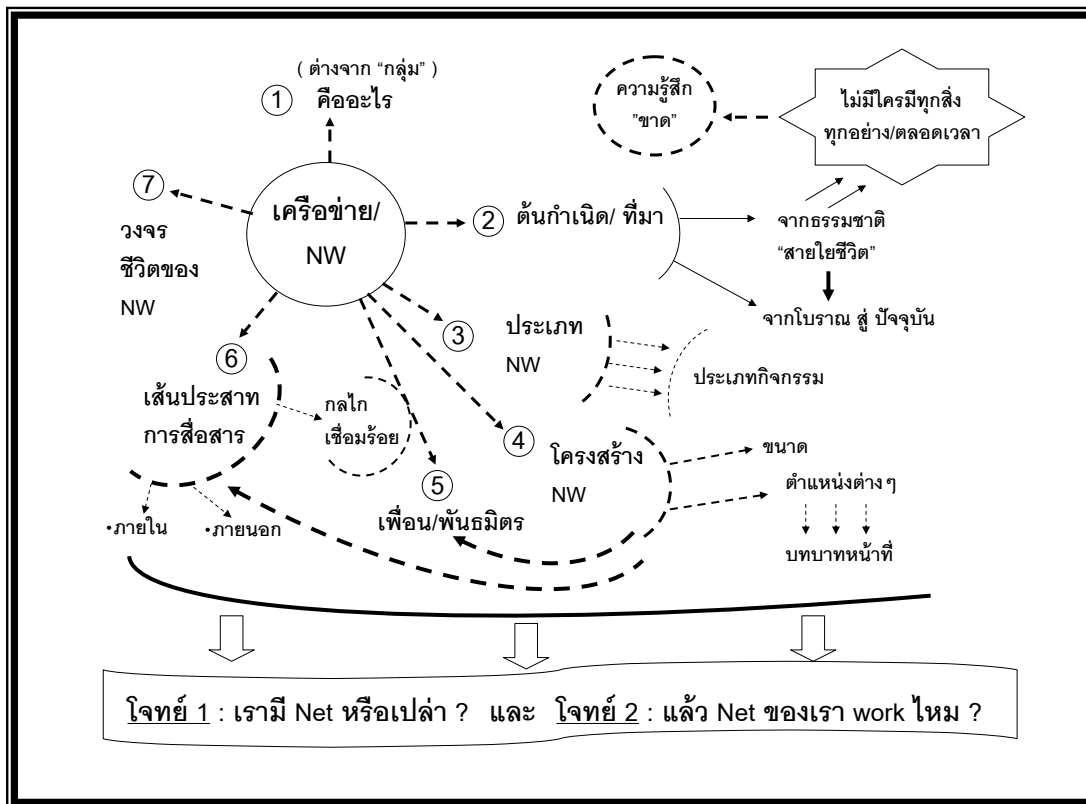 ( ต่างจาก “กลุ่ม” )
1 คืออะไร
ความรู้สึก
”ขาด”
ไม่มีใครมีทุกสิ่ง
ทุกอย่าง/ตลอดเวลา
7
วงจร
ชีวิตของ
NW
เครือข่าย/
NW
2 ต้นกำเนิด/ ที่มา
จากธรรมชาติ
“สายใยชีวิต”
จากโบราณ สู่ ปัจจุบัน
3 ประเภท
NW
ประเภทกิจกรรม
6
เส้นประสาท
การสื่อสาร
กลไก
เชื่อมร้อย
4 โครงสร้าง
NW
ขนาด
ตำแหน่งต่างๆ
บทบาทหน้าที่
5
เพื่อน/พันธมิตร
•ภายใน
•ภายนอก
โจทย์ 1 : เรามี Net หรือเปล่า ? และ โจทย์ 2 : แล้ว Net ของเรา work ไหม ?